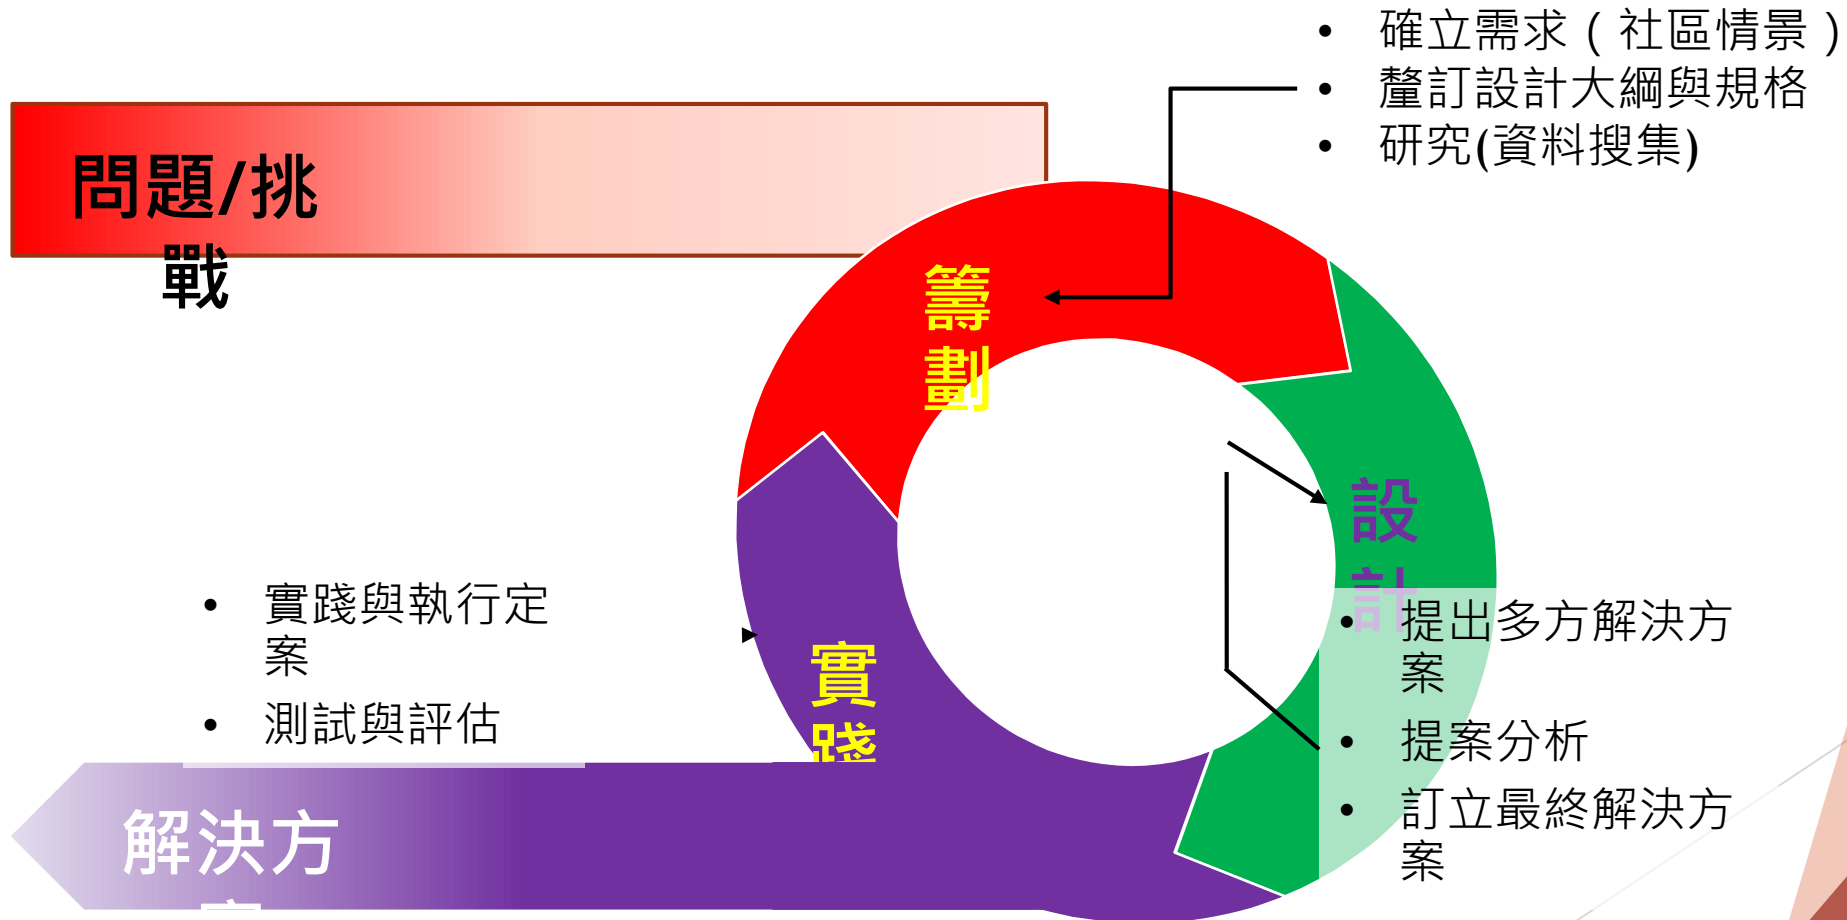 • 確立需求（社區情景）
• 釐訂設計大綱與規格
• 研究(資料搜集)
問題/挑
戰
籌
劃
設
計
• 提出多方解決方
案
• 提案分析
• 訂立最終解決方
案
• 實踐與執行定
案
• 測試與評估
實
踐
解決方